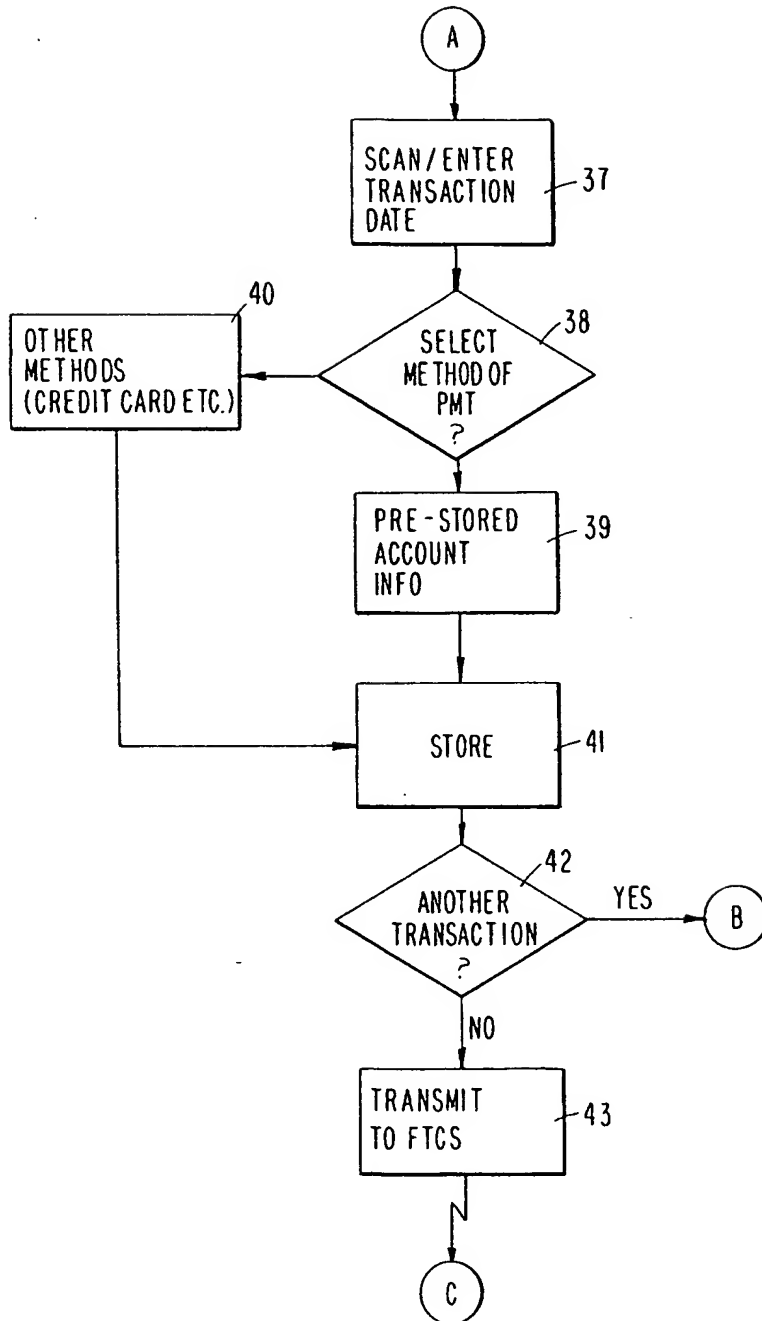 A
SCAN/ENTER
TRANSACTION
DATE
37
40
OTHER
METHODS
(CREDIT CARD ETC.)
38
SELECT
METHOD OF
PMT
?
PRE-STORED
ACCOUNT
INFO
39
STORE
41
42
ANOTHER
TRANSACTION
?
YES
B
NO
TRANSMIT
TO FTCS
43
C